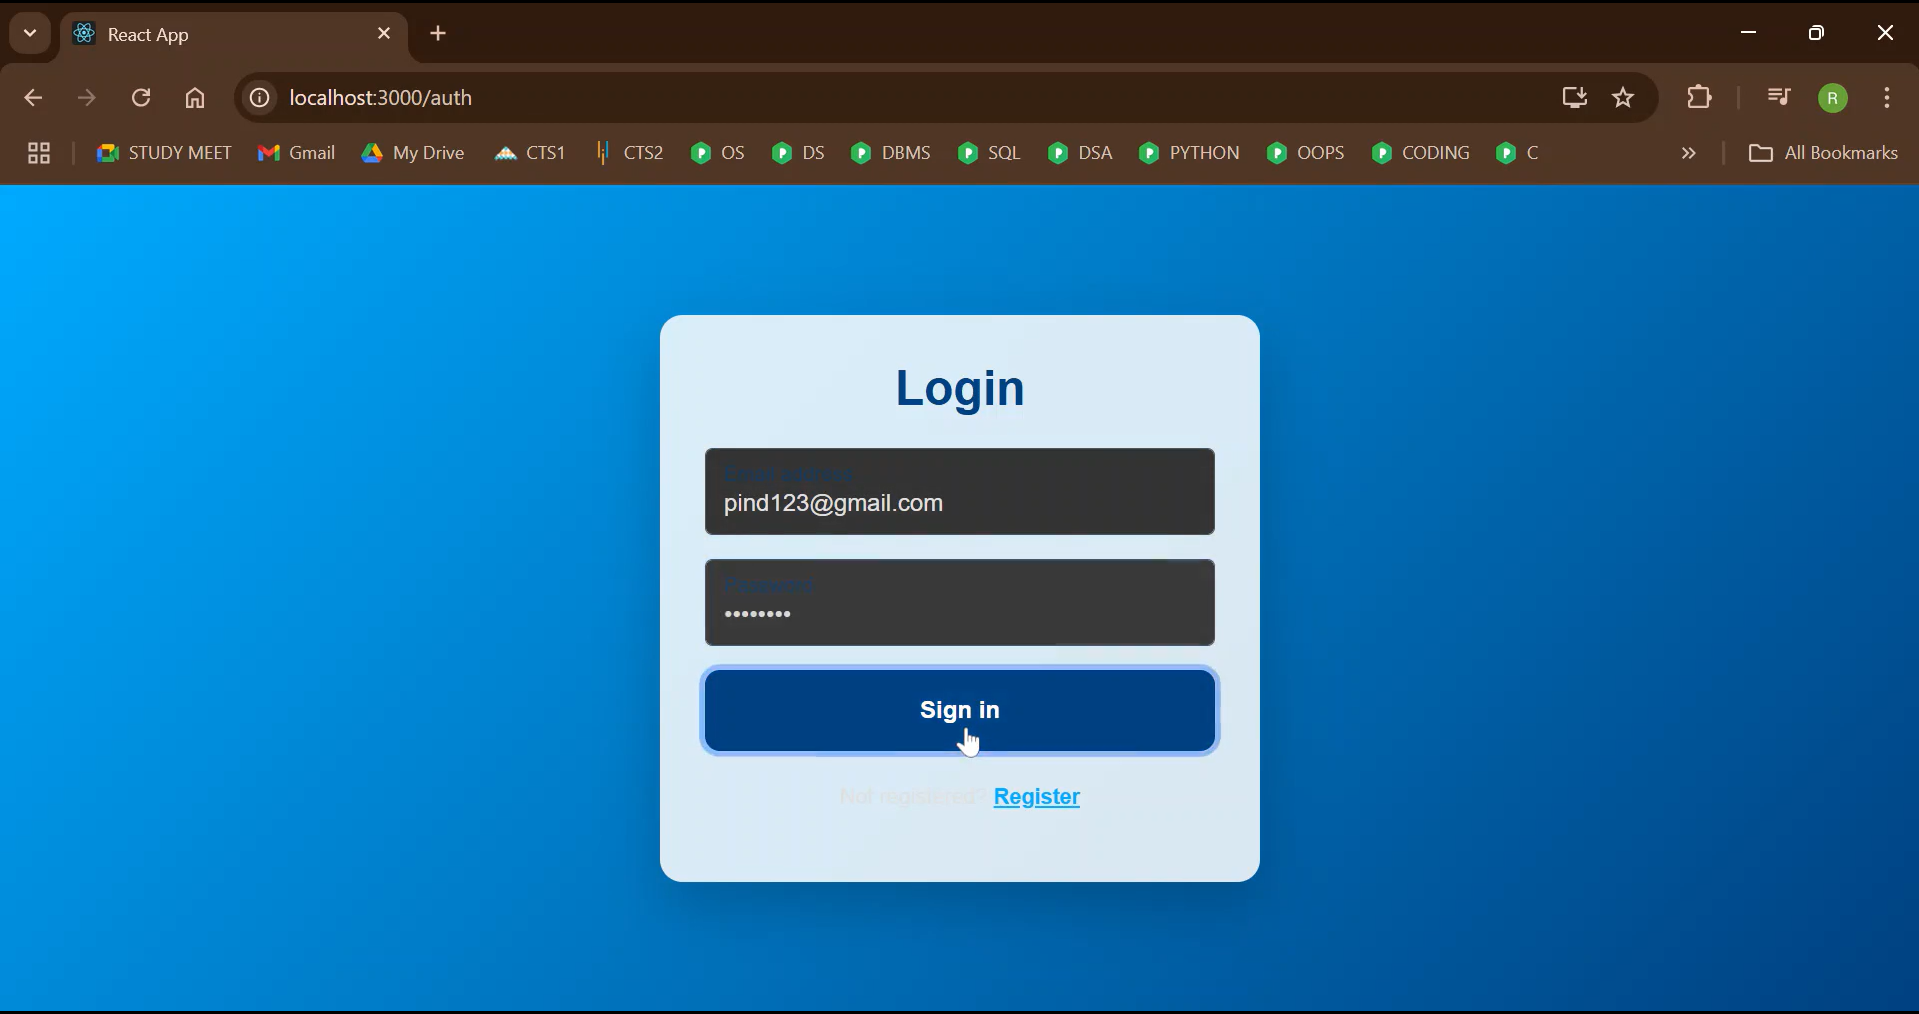 React App
localhost:3000/auth
R
STUDY MEET Gmail My Drive CTS1 CTS2 OS DS DBMS SQL DSA PYTHON OOPS CODING C All Bookmarks
Login
Email address
pind123@gmail.com
Password
••••••••
Sign in
Not registered? Register